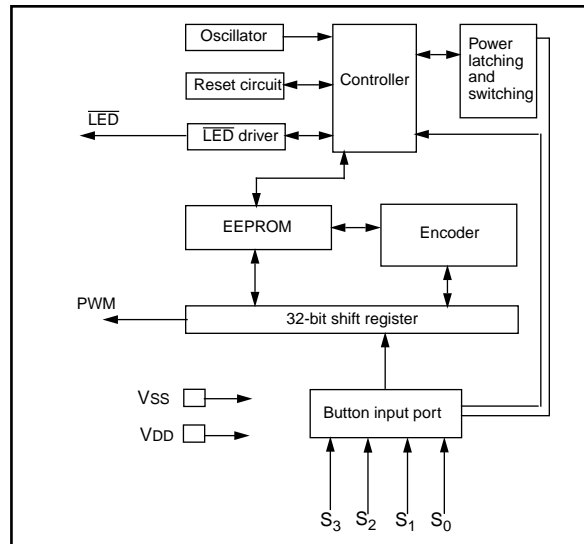 Oscillator
Reset circuit
LED
LED driver
Controller
Power
latching
and
switching
EEPROM
Encoder
PWM
32-bit shift register
VSS
VDD
Button input port
S3
S2
S1
S0